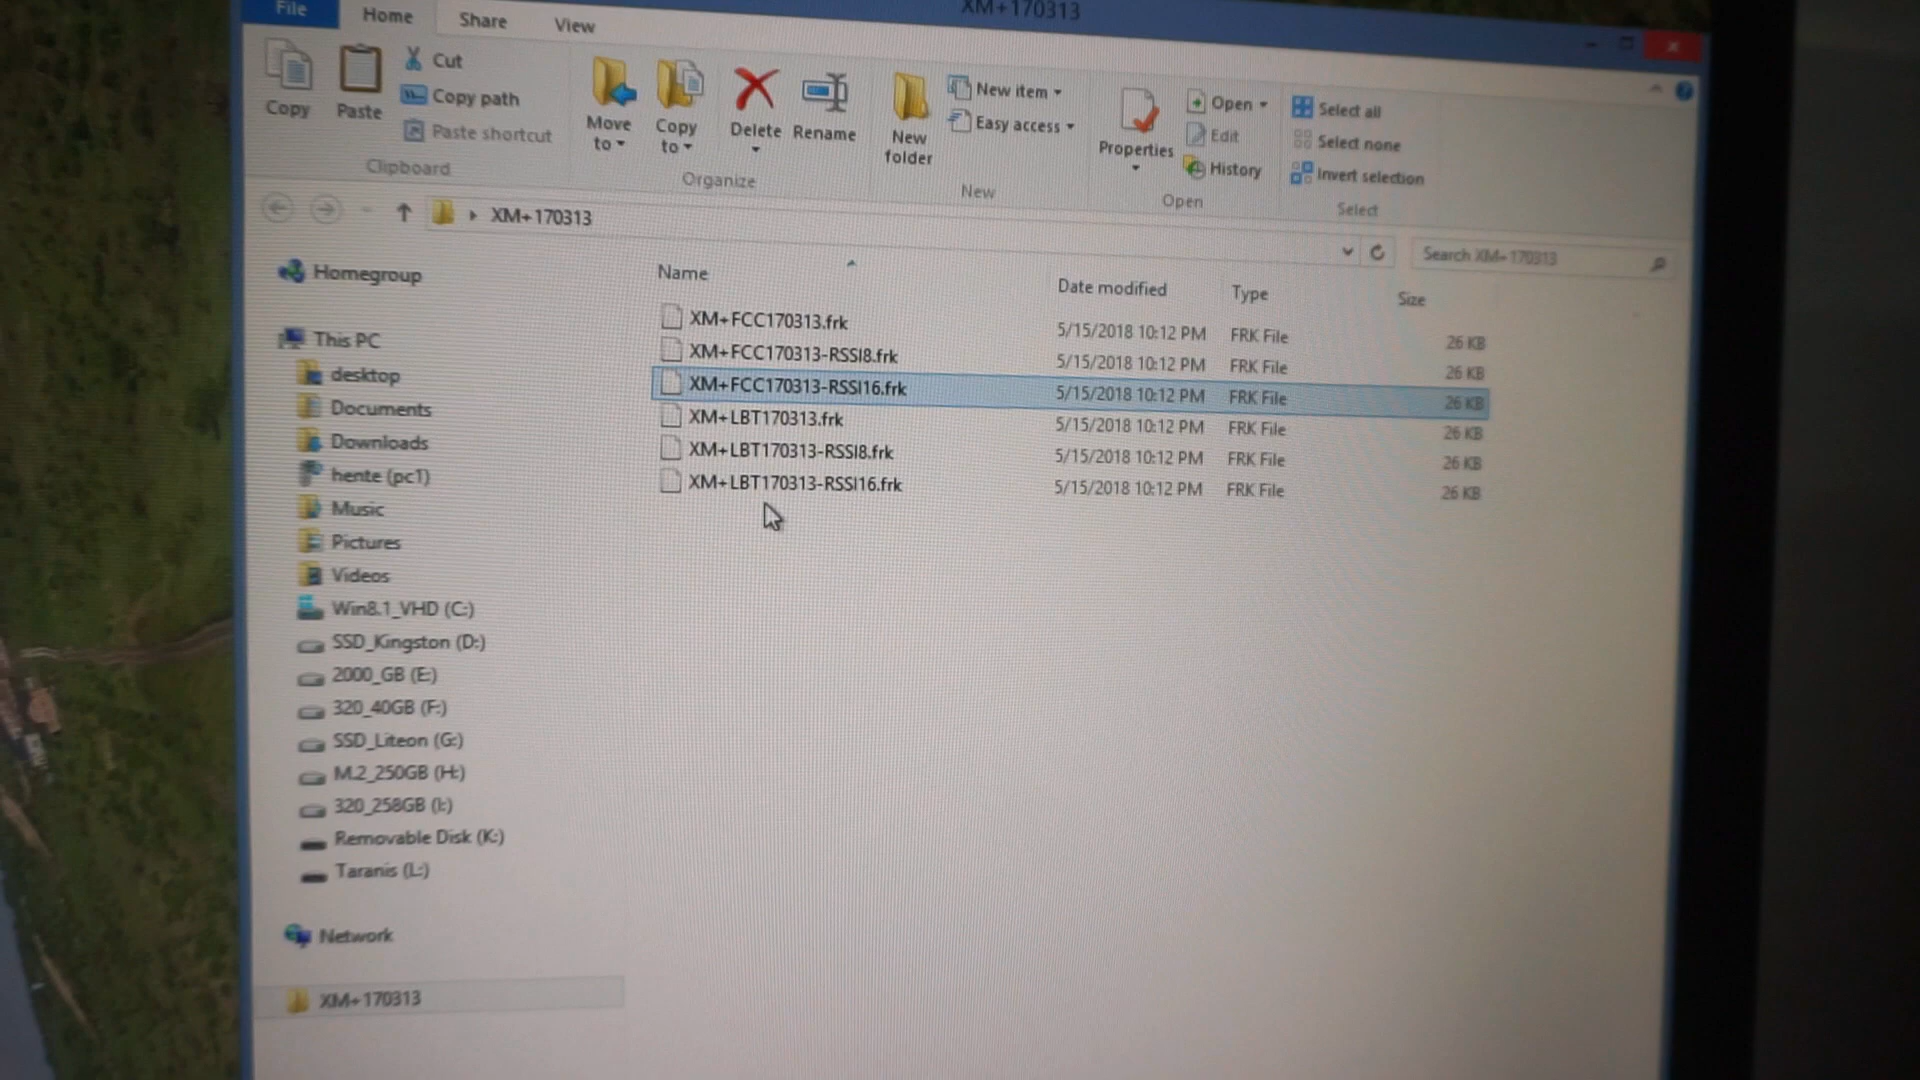 XM+170313
File Home Share View
Copy
Paste
Cut
Copy path
Paste shortcut
Clipboard
Move to
Copy to
Delete
Rename
Organize
New folder
New item
Easy access
New
Properties
Open
Edit
History
Open
Select all
Select none
Invert selection
Select
XM+170313
Search XM+170313
Name Date modified Type Size
XM+FCC170313.frk 5/15/2018 10:12 PM FRK File 26 KB
XM+FCC170313-RSSI8.frk 5/15/2018 10:12 PM FRK File 26 KB
XM+FCC170313-RSSI16.frk 5/15/2018 10:12 PM FRK File 26 KB
XM+LBT170313.frk 5/15/2018 10:12 PM FRK File 26 KB
XM+LBT170313-RSSI8.frk 5/15/2018 10:12 PM FRK File 26 KB
XM+LBT170313-RSSI16.frk 5/15/2018 10:12 PM FRK File 26 KB
Homegroup
This PC
desktop
Documents
Downloads
hente (pc1)
Music
Pictures
Videos
Win8.1_VHD (C:)
SSD_Kingston (D:)
2000_GB (E:)
320_40GB (F:)
SSD_Liteon (G:)
M.2_250GB (H:)
320_258GB (I:)
Removable Disk (K:)
Taranis (L:)
Network
XM+170313